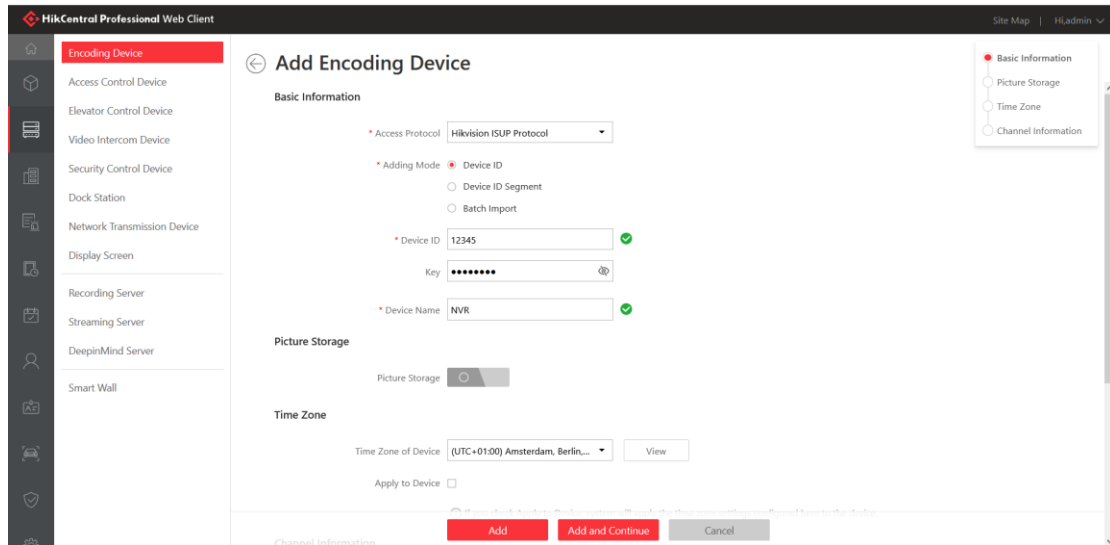 HikCentral Professional Web Client
Site Map | Hi,admin
Encoding Device
Access Control Device
Elevator Control Device
Video Intercom Device
Security Control Device
Dock Station
Network Transmission Device
Display Screen
Recording Server
Streaming Server
DeepinMind Server
Smart Wall
Add Encoding Device
Basic Information
* Access Protocol Hikvision ISUP Protocol
* Adding Mode Device ID
Device ID Segment
Batch Import
* Device ID 12345
Key ●●●●●●●●
* Device Name NVR
Picture Storage
Picture Storage
Time Zone
Time Zone of Device (UTC+01:00) Amsterdam, Berlin,... View
Apply to Device
Channel Information
Add Add and Continue Cancel
Basic Information
Picture Storage
Time Zone
Channel Information